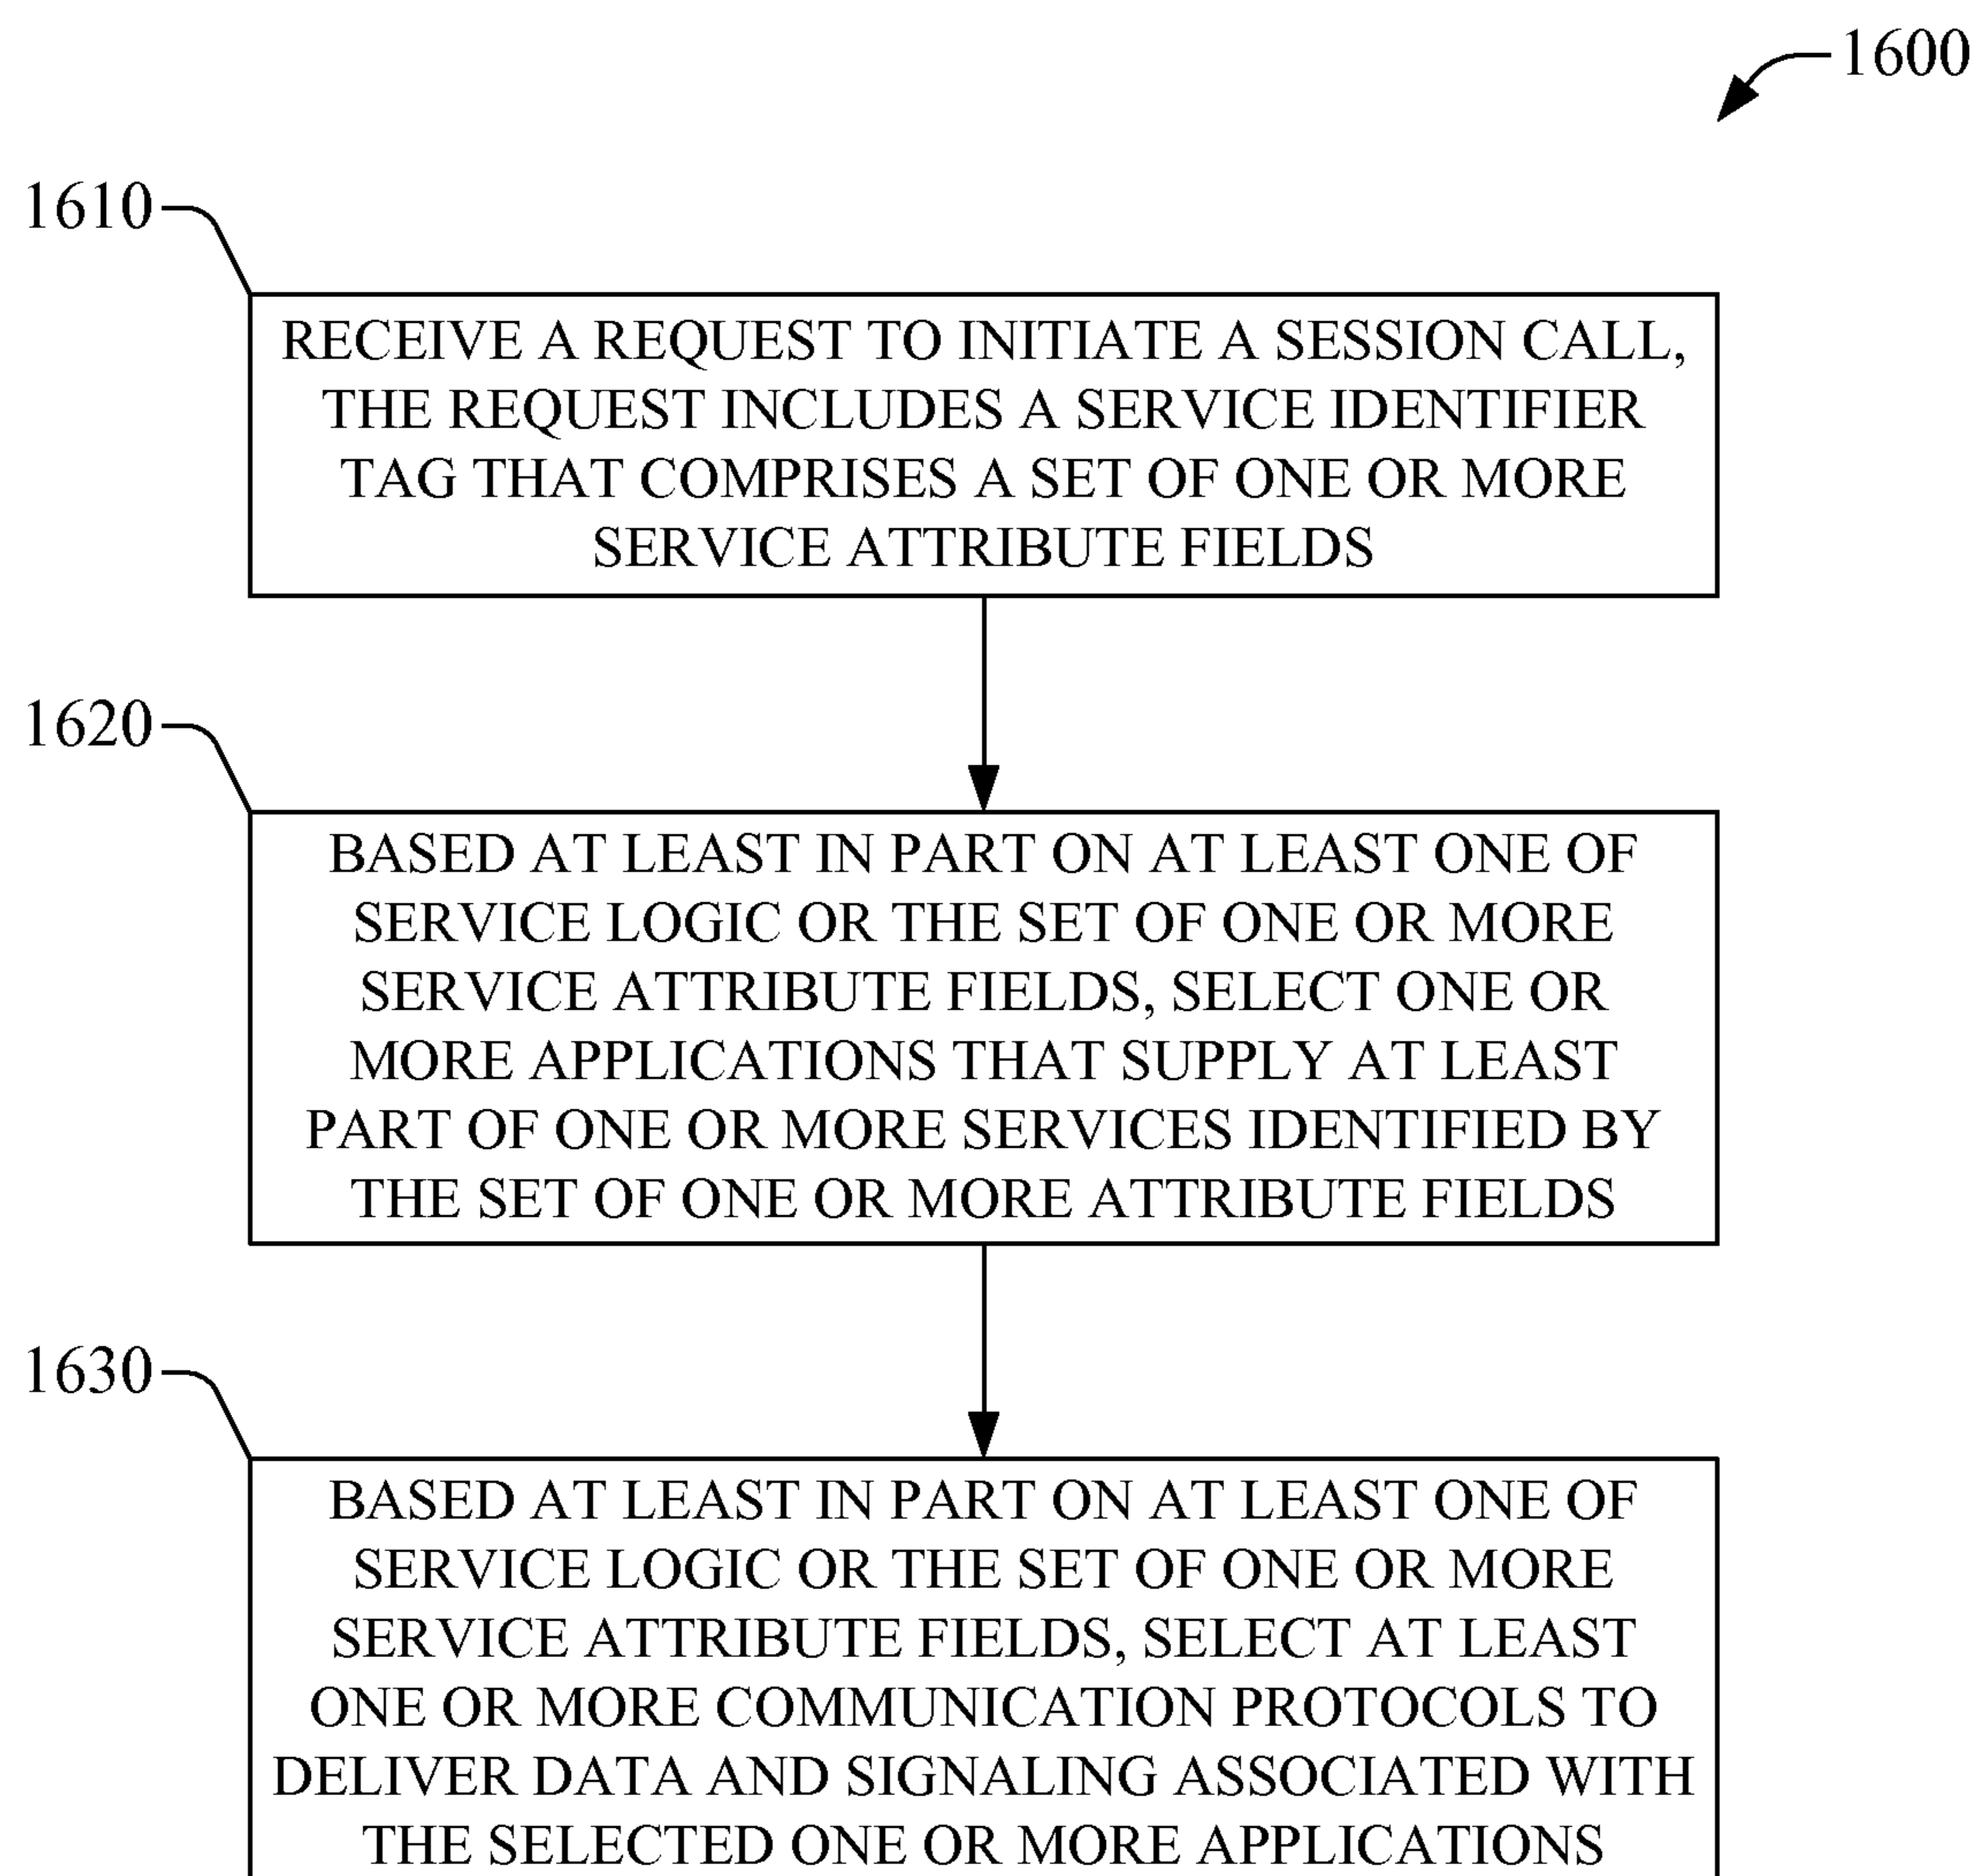 1600
1610
RECEIVE A REQUEST TO INITIATE A SESSION CALL,
THE REQUEST INCLUDES A SERVICE IDENTIFIER
TAG THAT COMPRISES A SET OF ONE OR MORE
SERVICE ATTRIBUTE FIELDS
1620
BASED AT LEAST IN PART ON AT LEAST ONE OF
SERVICE LOGIC OR THE SET OF ONE OR MORE
SERVICE ATTRIBUTE FIELDS, SELECT ONE OR
MORE APPLICATIONS THAT SUPPLY AT LEAST
PART OF ONE OR MORE SERVICES IDENTIFIED BY
THE SET OF ONE OR MORE ATTRIBUTE FIELDS
1630
BASED AT LEAST IN PART ON AT LEAST ONE OF
SERVICE LOGIC OR THE SET OF ONE OR MORE
SERVICE ATTRIBUTE FIELDS, SELECT AT LEAST
ONE OR MORE COMMUNICATION PROTOCOLS TO
DELIVER DATA AND SIGNALING ASSOCIATED WITH
THE SELECTED ONE OR MORE APPLICATIONS